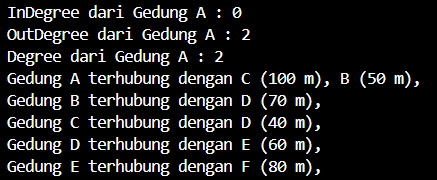 InDegree dari Gedung A : 0
OutDegree dari Gedung A : 2
Degree dari Gedung A : 2
Gedung A terhubung dengan C (100 m), B (50 m),
Gedung B terhubung dengan D (70 m),
Gedung C terhubung dengan D (40 m),
Gedung D terhubung dengan E (60 m),
Gedung E terhubung dengan F (80 m),